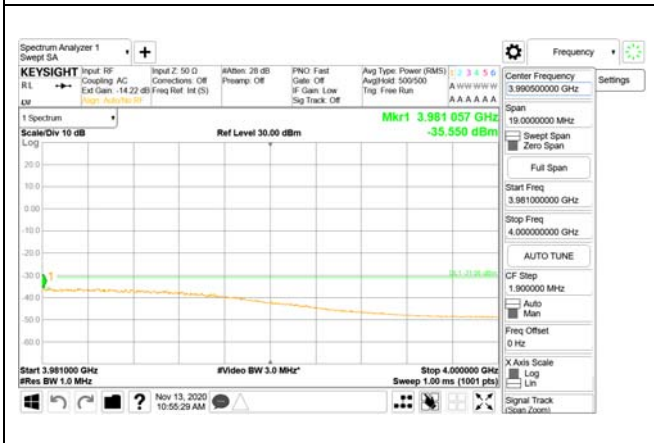 Spectrum Analyzer 1
Swept SA
+
Frequency
KEYSIGHT
RL
Input: RF
Coupling: AC
Ext Gain: -14.22 dB
Align: Auto/No RF
Input Z: 50 Ω
Corrections: Off
Freq Ref: Int (S)
#Atten: 28 dB
Preamp: Off
PNO: Fast
Gate: Off
IF Gain: Low
Sig Track: Off
Avg Type: Power (RMS)
Avg|Hold: 500/500
Trig: Free Run
1 2 3 4 5 6
A W W W W W
A A A A A A
1 Spectrum
Scale/Div 10 dB
Log
Ref Level 30.00 dBm
Mkr1 3.981 057 GHz
-35.550 dBm
20.0
10.0
0.00
-10.0
-20.0
-30.0
-40.0
-50.0
-60.0
1
Start 3.981000 GHz
#Res BW 1.0 MHz
#Video BW 3.0 MHz*
Stop 4.000000 GHz
Sweep 1.00 ms (1001 pts)
Nov 13, 2020
10:55:29 AM
?
Center Frequency
3.990500000 GHz
Settings
Span
19.0000000 MHz
Swept Span
Zero Span
Full Span
Start Freq
3.981000000 GHz
Stop Freq
4.000000000 GHz
AUTO TUNE
CF Step
1.900000 MHz
Auto
Man
Freq Offset
0 Hz
X Axis Scale
Log
Lin
Signal Track
(Span Zoom)